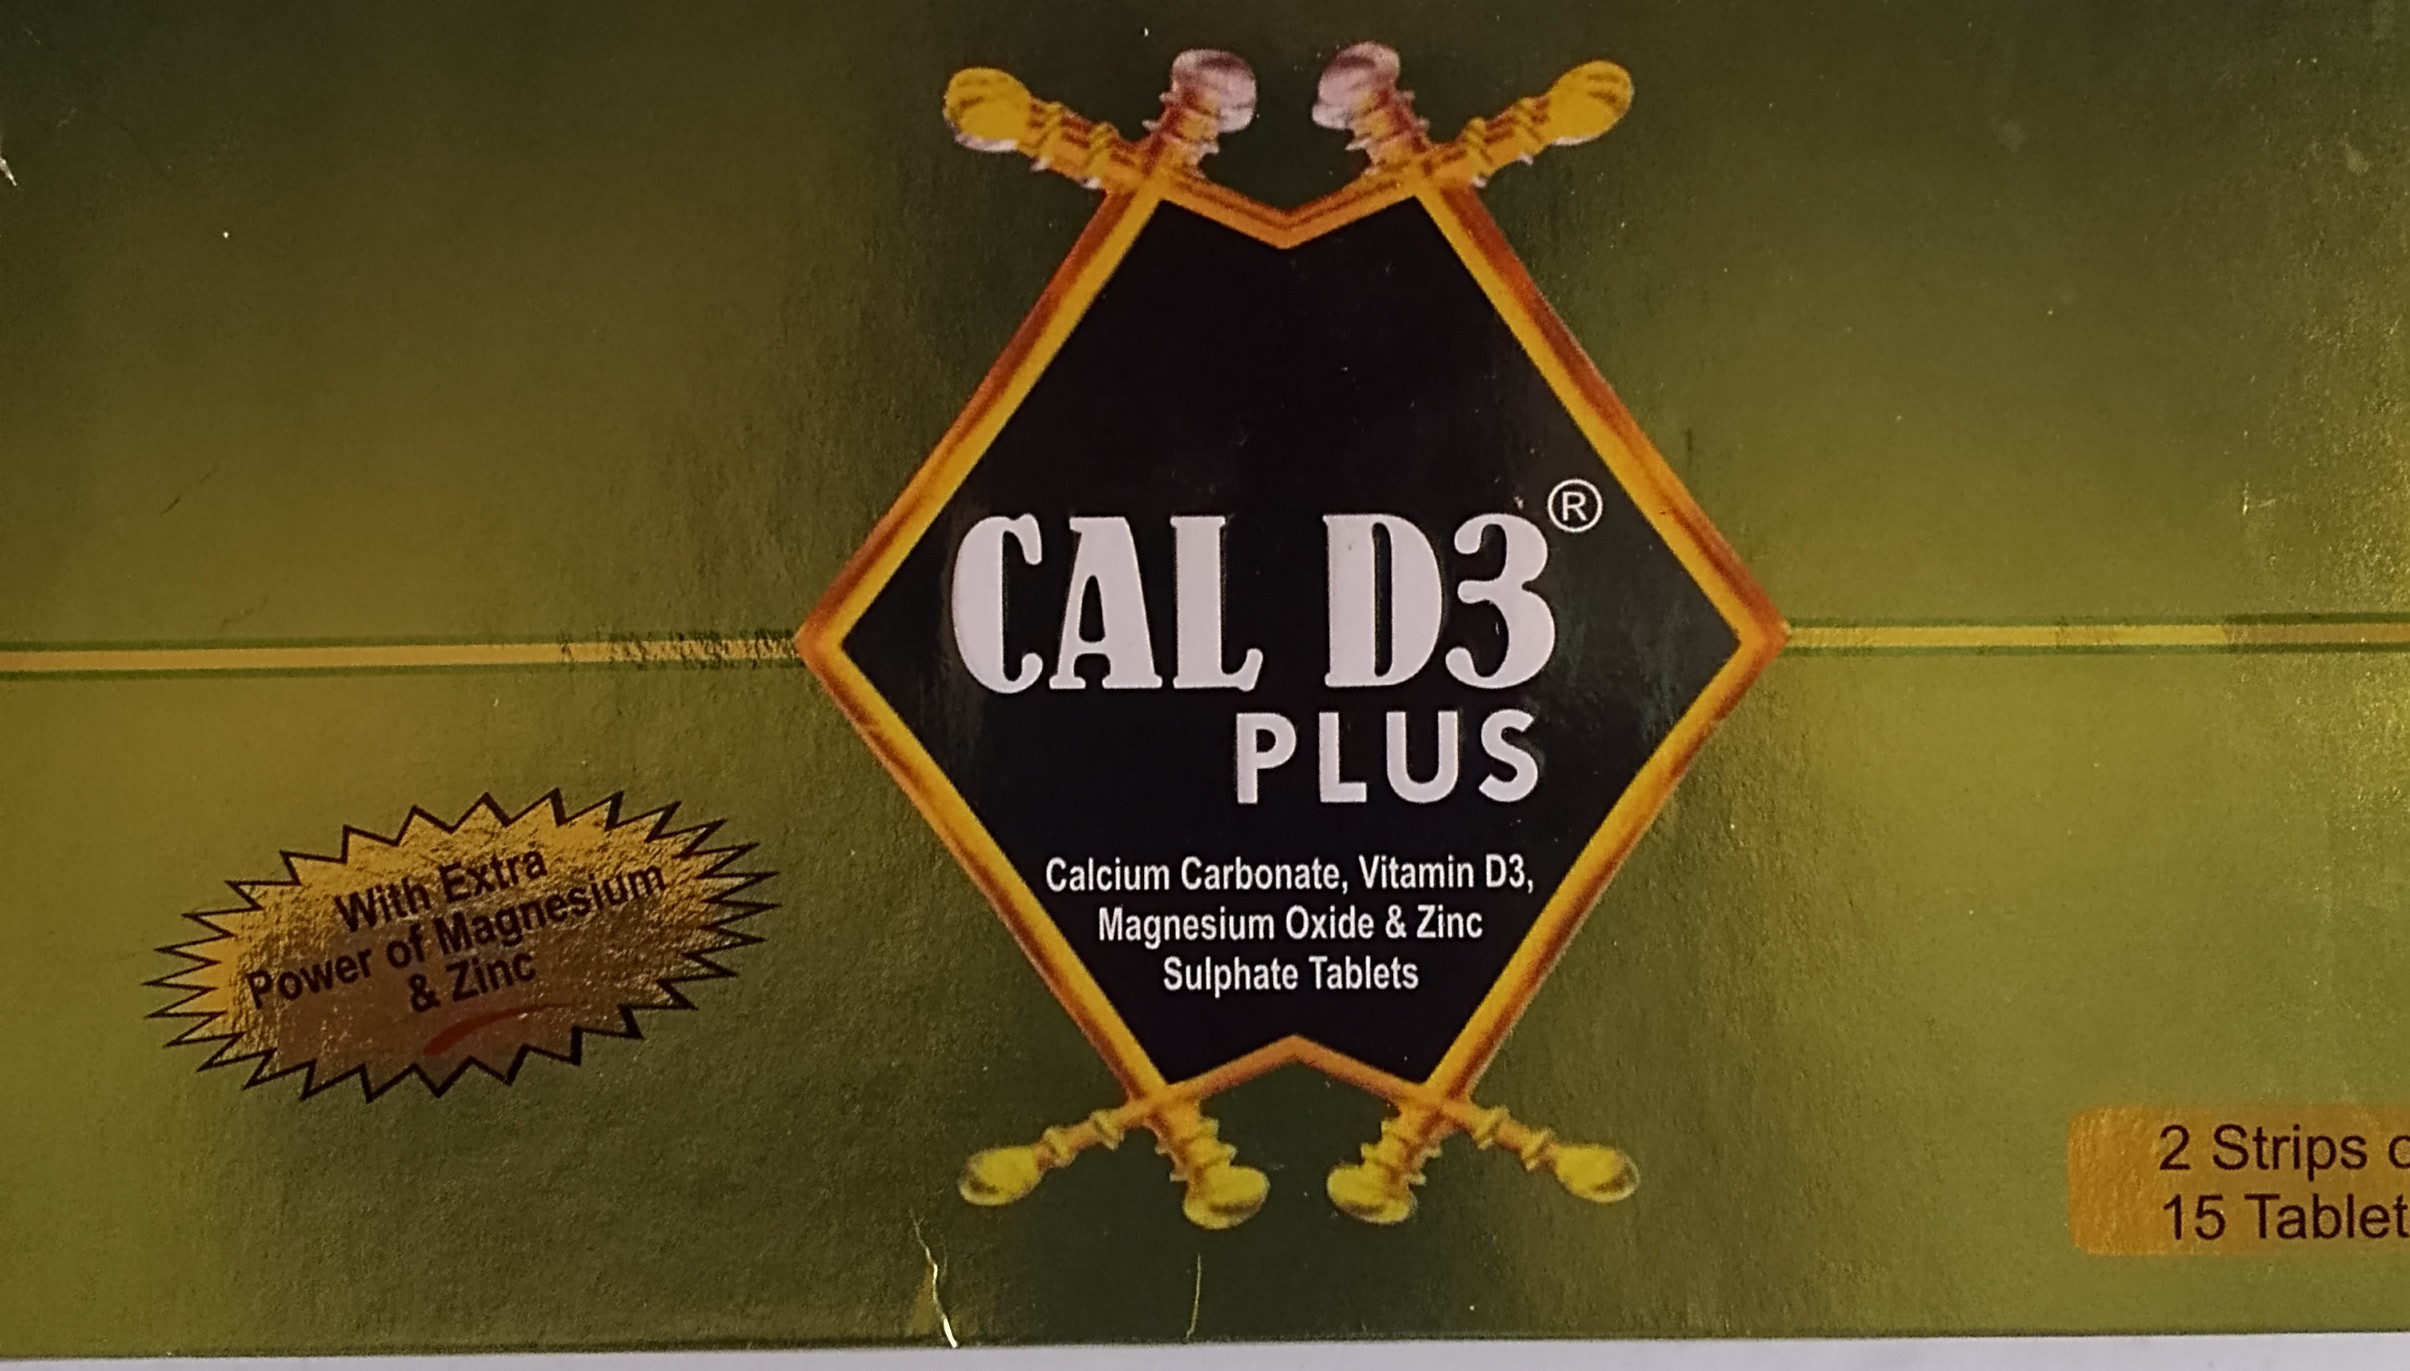 CAL D3®
PLUS
Calcium Carbonate, Vitamin D3,
Magnesium Oxide & Zinc
Sulphate Tablets
With Extra
Power of Magnesium
& Zinc
2 Strips
15